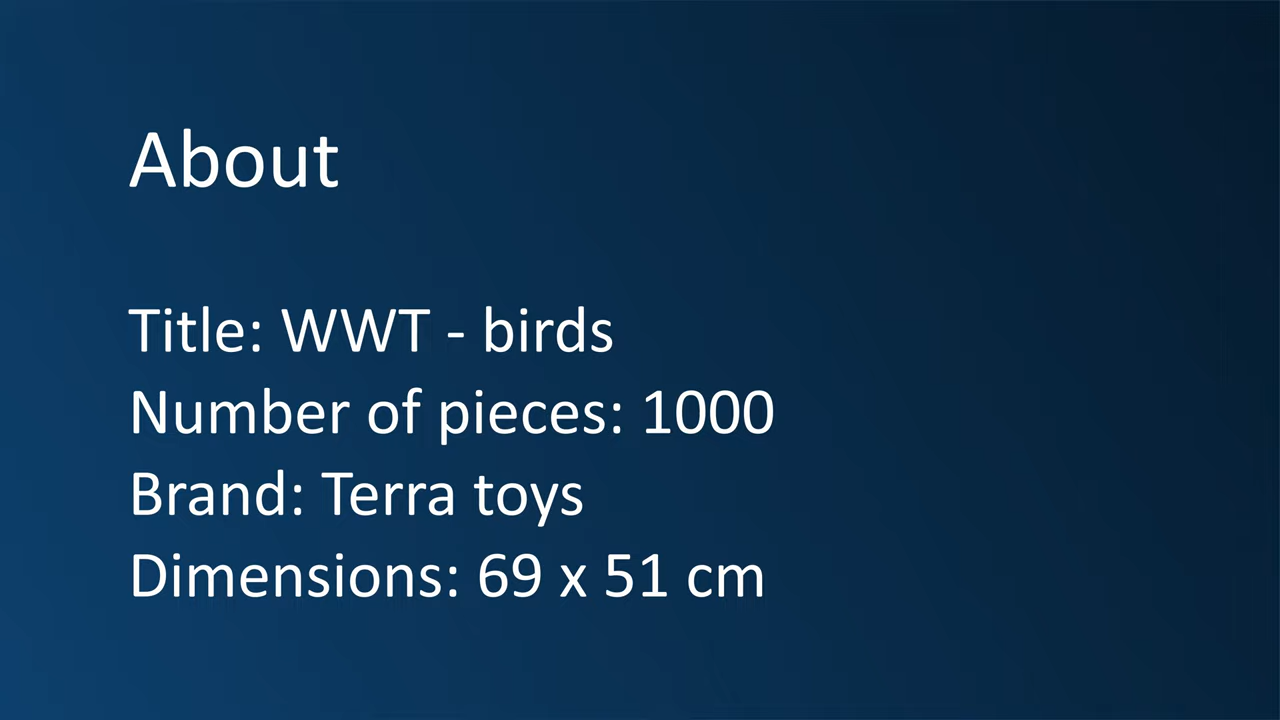 About
Title: WWT - birds
Number of pieces: 1000
Brand: Terra toys
Dimensions: 69 x 51 cm